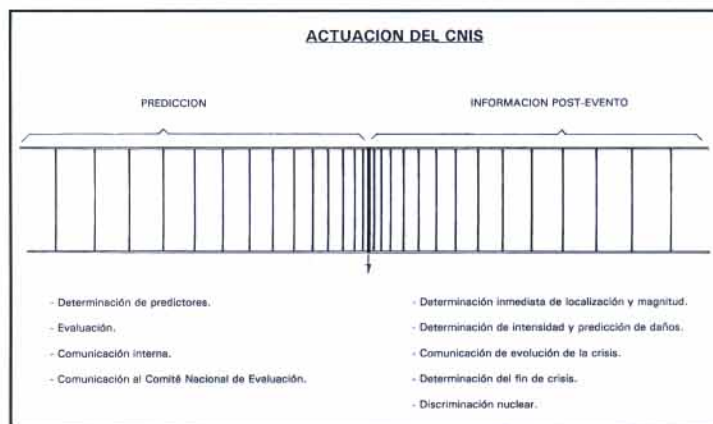 ACTUACION DEL CNIS
PREDICCION
INFORMACION POST-EVENTO
- Determinación de predictores.
- Evaluación.
- Comunicación interna.
- Comunicación al Comité Nacional de Evaluación.
- Determinación inmediata de localización y magnitud.
- Determinación de intensidad y predicción de daños.
- Comunicación de evolución de la crisis.
- Determinación del fin de crisis.
- Discriminación nuclear.